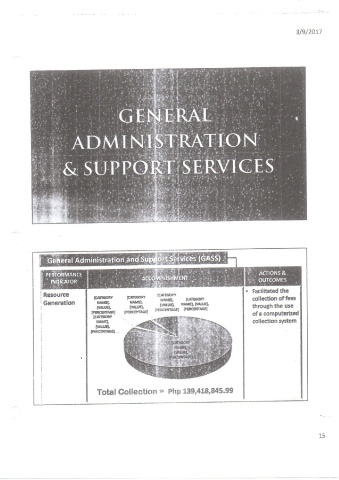 3/9/2017
GENERAL
ADMINISTRATION
& SUPPORT SERVICES
General Administration and Support Services (GASS) :
PERFORMANCE INDICATOR
ACCOMPLISHMENT
ACTIONS & OUTCOMES
Resource
Generation
[CATEGORY
NAME],
[VALUE],
[PERCENTAGE]
[CATEGORY
NAME],
[VALUE],
[PERCENTAGE]
[CATEGORY
NAME],
[VALUE],
[PERCENTAGE]
[CATEGORY
NAME],
[VALUE],
[PERCENTAGE]
[CATEGORY
NAME], [VALUE],
[PERCENTAGE]
[CATEGORY
NAME],
[VALUE],
[PERCENTAGE]
• Facilitated the
collection of fees
through the use
of a computerized
collection system
Total Collection = Php 139,418,845.99
15